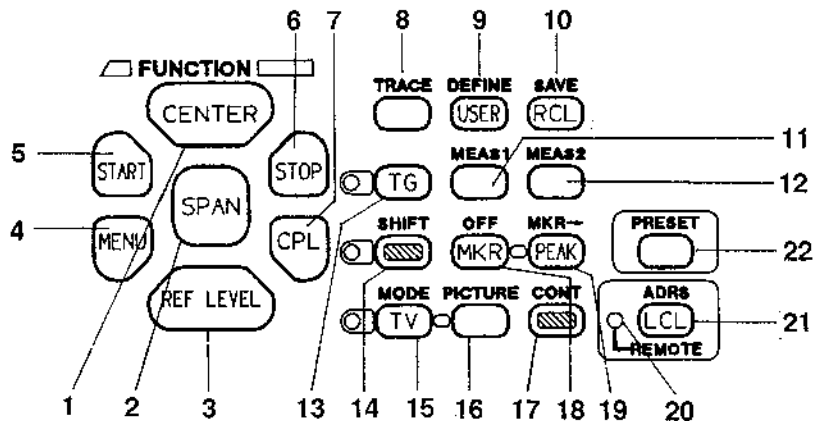 6 7 8 9 10
FUNCTION
TRACE DEFINE SAVE
CENTER
USER RCL
11
5
START
STOP
MEAS1 MEAS2
12
TG
SPAN
4
MENU
CPL
SHIFT OFF MKR→ PRESET
MKR PEAK
22
REF LEVEL
MODE PICTURE CONT ADRS
TV
LCL
21
REMOTE
1 2 3 13 14 15 16 17 18 19 20